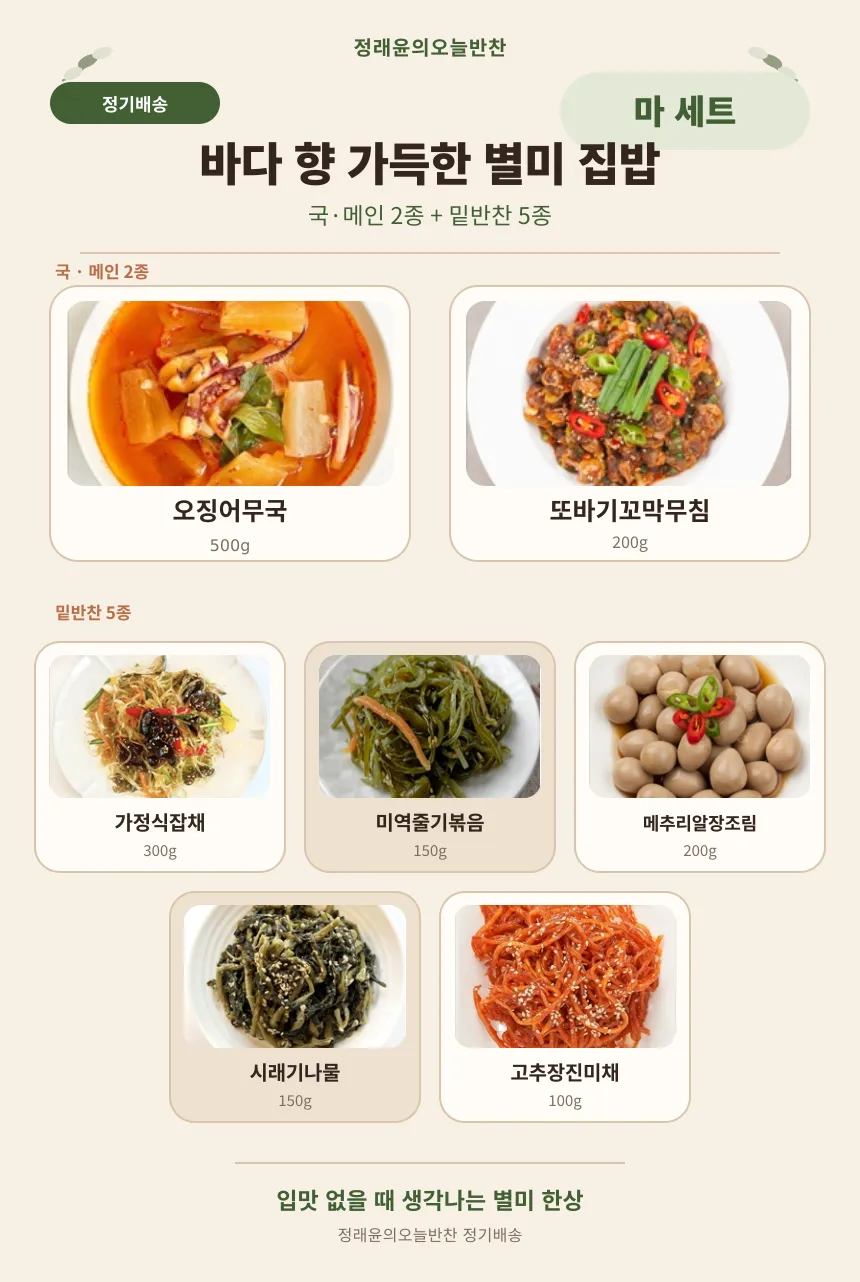 정래윤의오늘반찬
정기배송
마 세트
바다 향 가득한 별미 집밥
국·메인 2종 + 밑반찬 5종
국 · 메인 2종
오징어무국
500g
또바기꼬막무침
200g
밑반찬 5종
가정식잡채
300g
미역줄기볶음
150g
메추리알장조림
200g
시래기나물
150g
고추장진미채
100g
입맛 없을 때 생각나는 별미 한상
정래윤의오늘반찬 정기배송